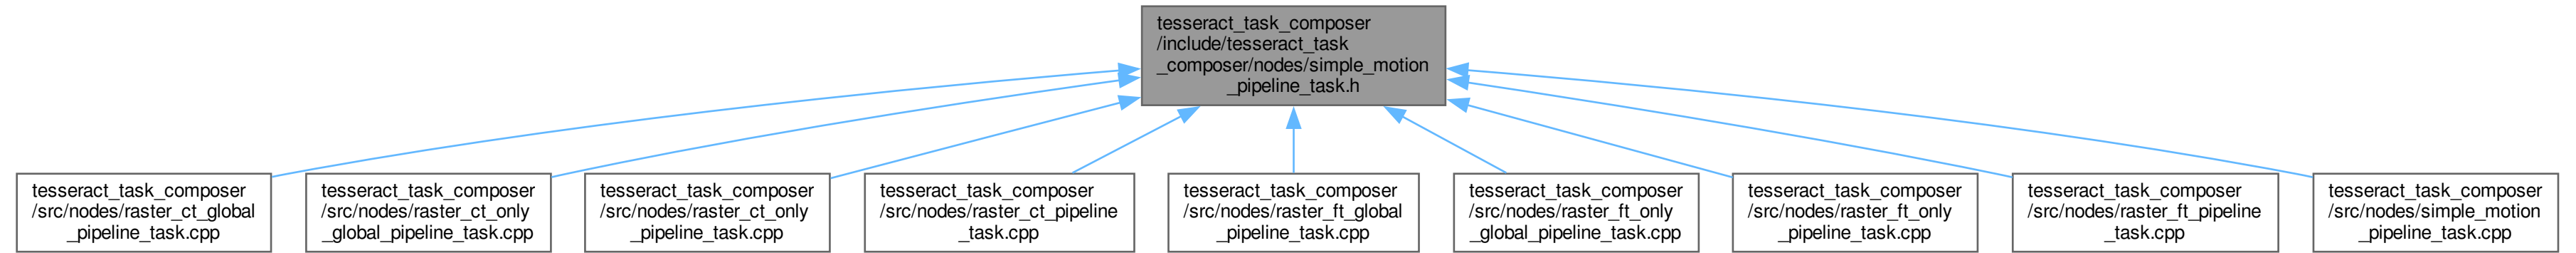 tesseract_task_composer
/include/tesseract_task
_composer/nodes/simple_motion
_pipeline_task.h
tesseract_task_composer
/src/nodes/raster_ct_global
_pipeline_task.cpp
tesseract_task_composer
/src/nodes/raster_ct_only
_global_pipeline_task.cpp
tesseract_task_composer
/src/nodes/raster_ct_only
_pipeline_task.cpp
tesseract_task_composer
/src/nodes/raster_ct_pipeline
_task.cpp
tesseract_task_composer
/src/nodes/raster_ft_global
_pipeline_task.cpp
tesseract_task_composer
/src/nodes/raster_ft_only
_global_pipeline_task.cpp
tesseract_task_composer
/src/nodes/raster_ft_only
_pipeline_task.cpp
tesseract_task_composer
/src/nodes/raster_ft_pipeline
_task.cpp
tesseract_task_composer
/src/nodes/simple_motion
_pipeline_task.cpp